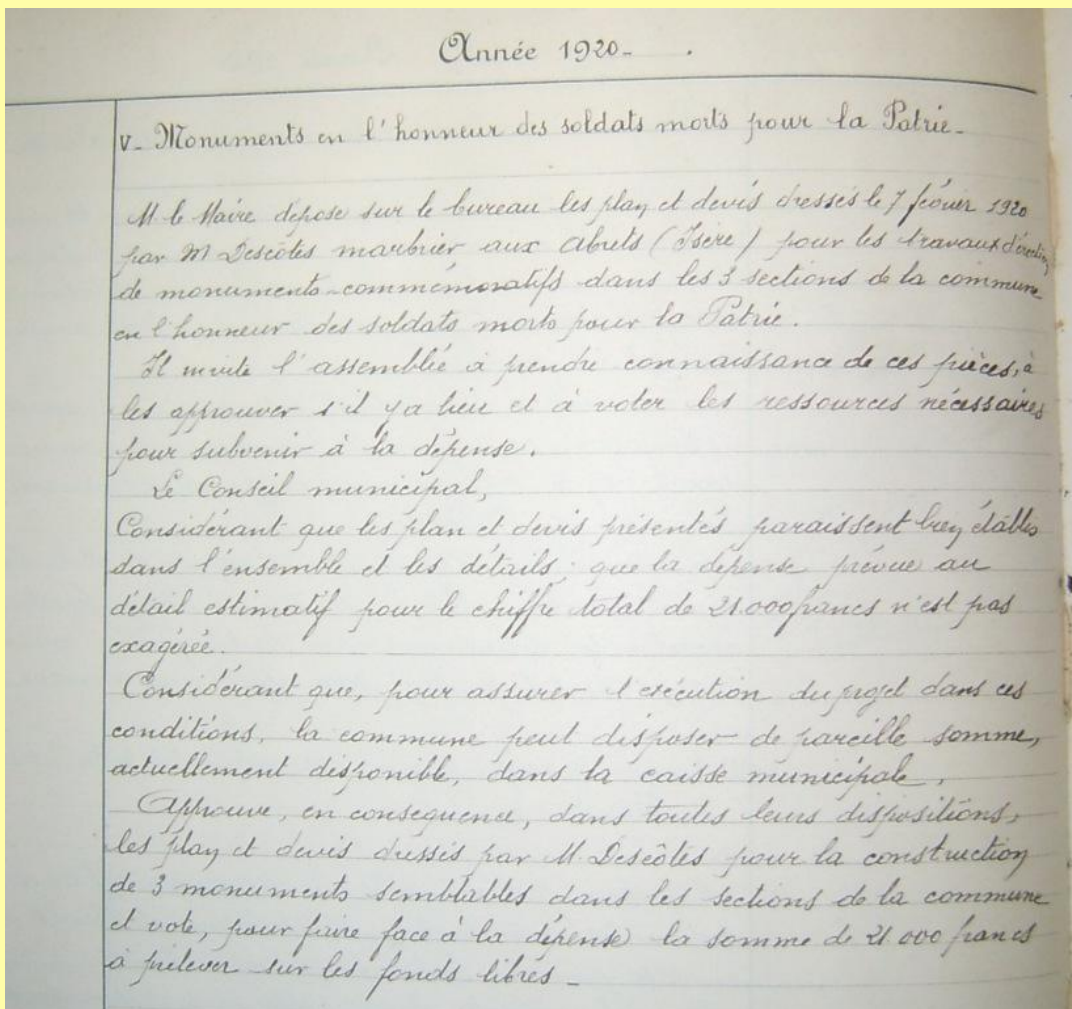 Année 1920_ .
V_ Monuments en l'honneur des soldats morts pour la Patrie_
M. le Maire dépose sur le bureau les plan et devis dressés le 7 février 1920
par M Descôtes marbrier aux Abrets (Isère) pour les travaux d'érection
de monuments commémoratifs dans les 3 sections de la commune
en l'honneur des soldats morts pour la Patrie.
Il invite l'assemblée à prendre connaissance de ces pièces, à
les approuver s'il y a lieu et à voter les ressources nécessaires
pour subvenir à la dépense.
Le Conseil municipal,
Considérant que les plan et devis présentés paraissent bien établis
dans l'ensemble et les détails ; que la dépense prévue au
détail estimatif pour le chiffre total de 21.000 francs n'est pas
exagérée.
Considérant que, pour assurer l'exécution du projet dans ces
conditions, la commune peut disposer de pareille somme,
actuellement disponible, dans la caisse municipale.
Approuve, en conséquence, dans toutes leurs dispositions,
les plan et devis dressés par M. Descôtes pour la construction
de 3 monuments semblables dans les sections de la commune
et vote, pour faire face à la dépense la somme de 21 000 francs
à prélever sur les fonds libres_